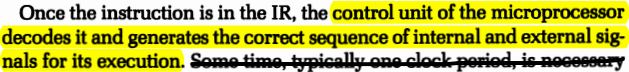 Once the instruction is in the IR, the control unit of the microprocessor
decodes it and generates the correct sequence of internal and external sig-
nals for its execution. Some time, typically one clock period, is necessary